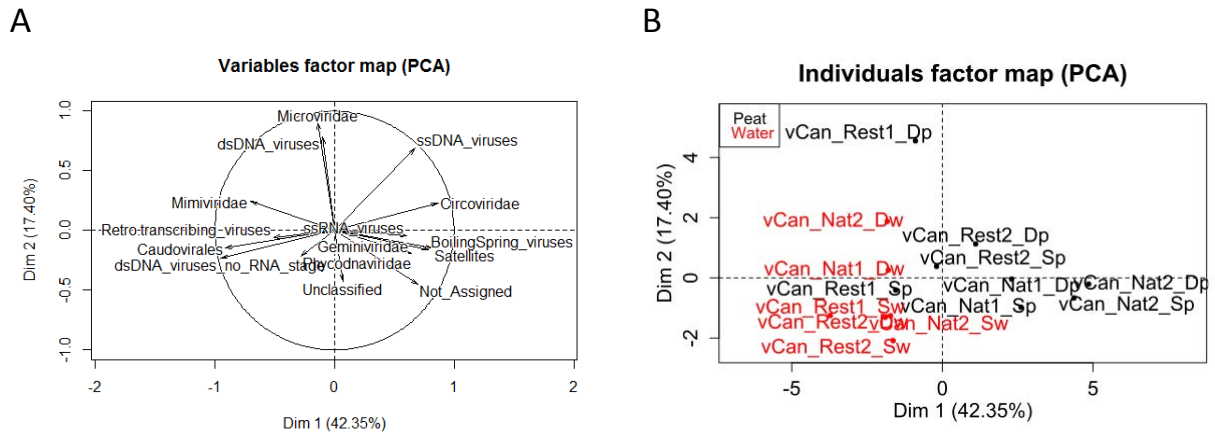 A
Variables factor map (PCA)
Dim 2 (17.40%)
1.0
0.5
0.0
-0.5
-1.0
Microviridae
dsDNA_viruses
ssDNA_viruses
Mimiviridae
Circoviridae
Retro.transcribing_viruses
ssRNA_viruses
Caudovirales
Geminiviridae
BoilingSpring_viruses
dsDNA_viruses_no_RNA_stage
Phycodnaviridae
Satellites
Unclassified
Not_Assigned
-2 -1 0 1 2
Dim 1 (42.35%)
B
Individuals factor map (PCA)
Dim 2 (17.40%)
4
2
0
-2
Peat
Water
vCan_Rest1_Dp
vCan_Nat2_Dw
vCan_Rest2_Dp
vCan_Rest2_Sp
vCan_Nat1_Dw
vCan_Rest1_Sp
vCan_Nat1_Dp
vCan_Nat2_Dp
vCan_Rest1_Sw
vCan_Nat1_Sp
vCan_Nat2_Sp
vCan_Rest2_Dw
vCan_Nat2_Sw
vCan_Rest2_Sw
-5 0 5
Dim 1 (42.35%)